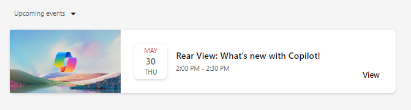 Upcoming events
MAY
30
THU
Rear View: What's new with Copilot!
2:00 PM - 2:30 PM
View